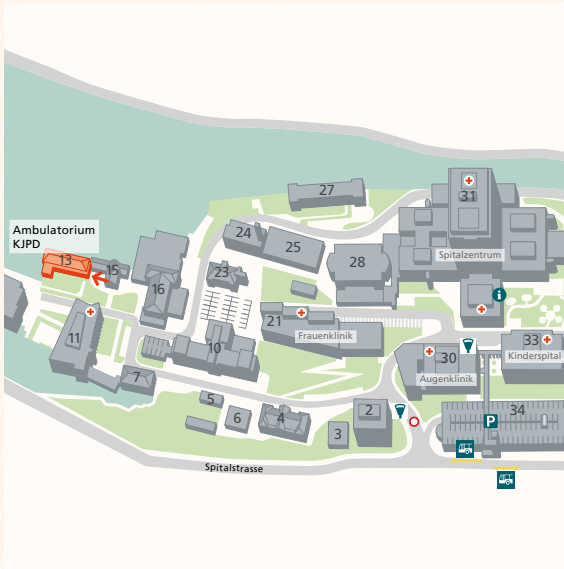 27
31
Ambulatorium
KJPD
24
25
Spitalzentrum
13
15
28
23
16
i
21
Frauenklinik
11
10
30
33
Kinderspital
7
Augenklinik
5
2
34
6
4
P
3
Spitalstrasse